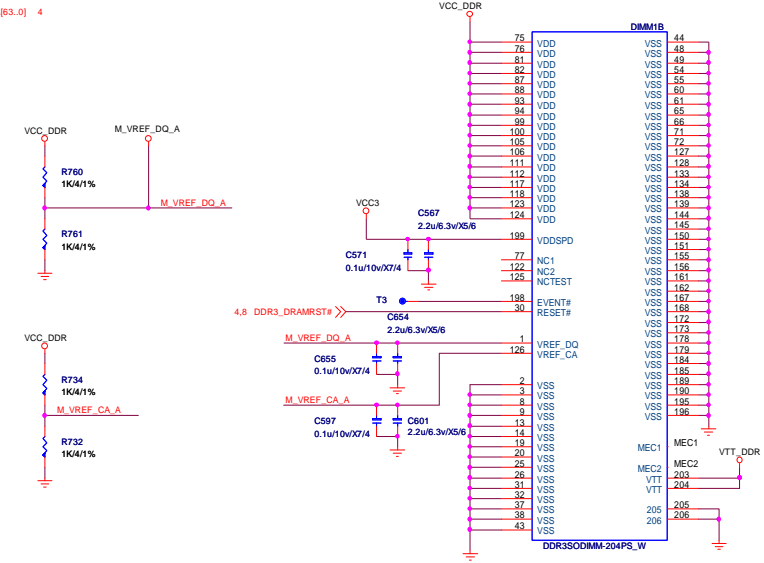 [63..0] 4
VCC_DDR
DIMM1B
75 VDD VSS 44
76 VDD VSS 48
81 VDD VSS 49
82 VDD VSS 54
87 VDD VSS 55
88 VDD VSS 60
93 VDD VSS 61
94 VDD VSS 65
99 VDD VSS 66
100 VDD VSS 71
105 VDD VSS 72
106 VDD VSS 127
111 VDD VSS 128
112 VDD VSS 133
117 VDD VSS 134
118 VDD VSS 138
123 VDD VSS 139
124 VDD VSS 144
VSS 145
199 VDDSPD VSS 150
VSS 151
77 NC1 VSS 155
122 NC2 VSS 156
125 NCTEST VSS 161
VSS 162
198 EVENT# VSS 167
30 RESET# VSS 168
VSS 172
VSS 173
1 VREF_DQ VSS 178
126 VREF_CA VSS 179
VSS 184
VSS 185
2 VSS VSS 189
3 VSS VSS 190
8 VSS VSS 195
9 VSS VSS 196
13 VSS
14 VSS
19 VSS MEC1 MEC1
20 VSS
25 VSS MEC2 MEC2
26 VSS VTT 203
31 VSS VTT 204
32 VSS
37 VSS 205 205
38 VSS 206 206
43 VSS
DDR3SODIMM-204PS_W
VTT_DDR
VCC_DDR
M_VREF_DQ_A
R760
1K/4/1%
M_VREF_DQ_A
R761
1K/4/1%
VCC3
C567
2.2u/6.3v/X5/6
C571
0.1u/10v/X7/4
T3
4,8 DDR3_DRAMRST#
C654
2.2u/6.3v/X5/6
M_VREF_DQ_A
C655
0.1u/10v/X7/4
VCC_DDR
R734
1K/4/1%
M_VREF_CA_A
R732
1K/4/1%
M_VREF_CA_A
C597
0.1u/10v/X7/4
C601
2.2u/6.3v/X5/6